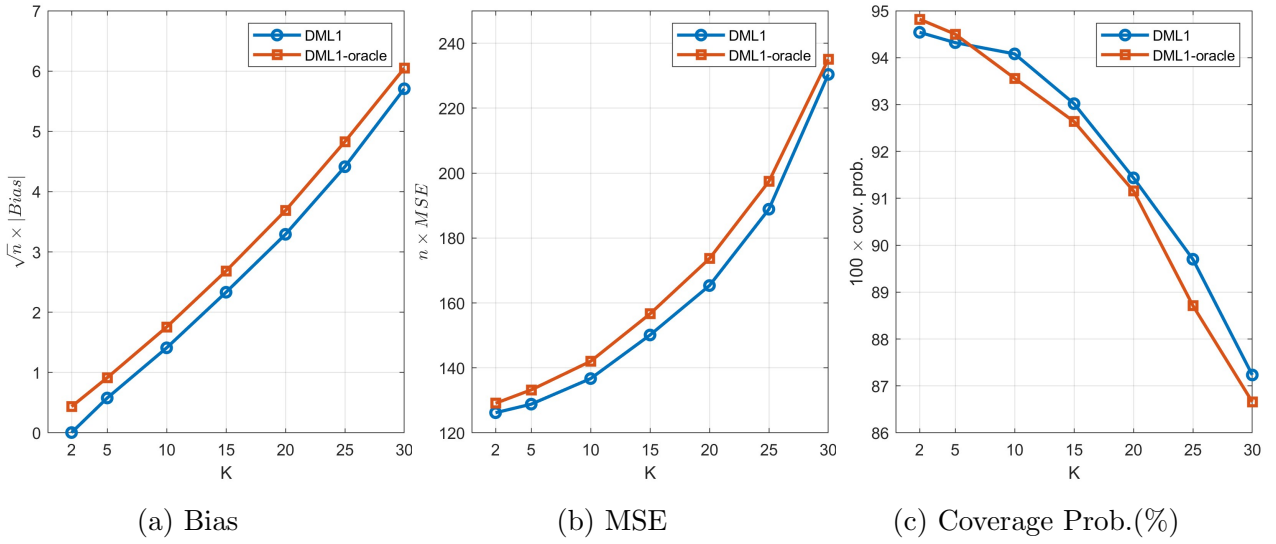 7
6
5
4
3
2
1
0
√n × |Bias|
DML1
DML1-oracle
2 5 10 15 20 25 30
K
(a) Bias
240
220
200
180
160
140
120
n × MSE
DML1
DML1-oracle
2 5 10 15 20 25 30
K
(b) MSE
95
94
93
92
91
90
89
88
87
86
100 × cov. prob.
DML1
DML1-oracle
2 5 10 15 20 25 30
K
(c) Coverage Prob.(%)